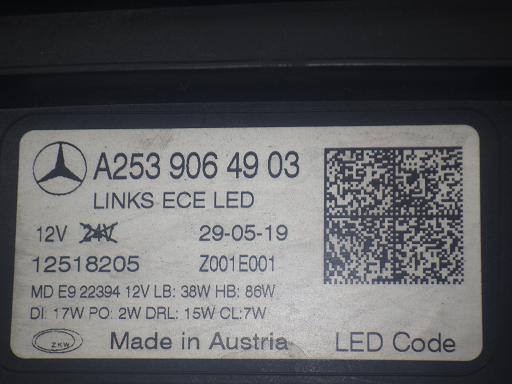 A253 906 49 03
LINKS ECE LED
12V 24V 29-05-19
12518205 Z001E001
MD E9 22394 12V LB: 38W HB: 86W
DI: 17W PO: 2W DRL: 15W CL:7W
ZKW Made in Austria LED Code